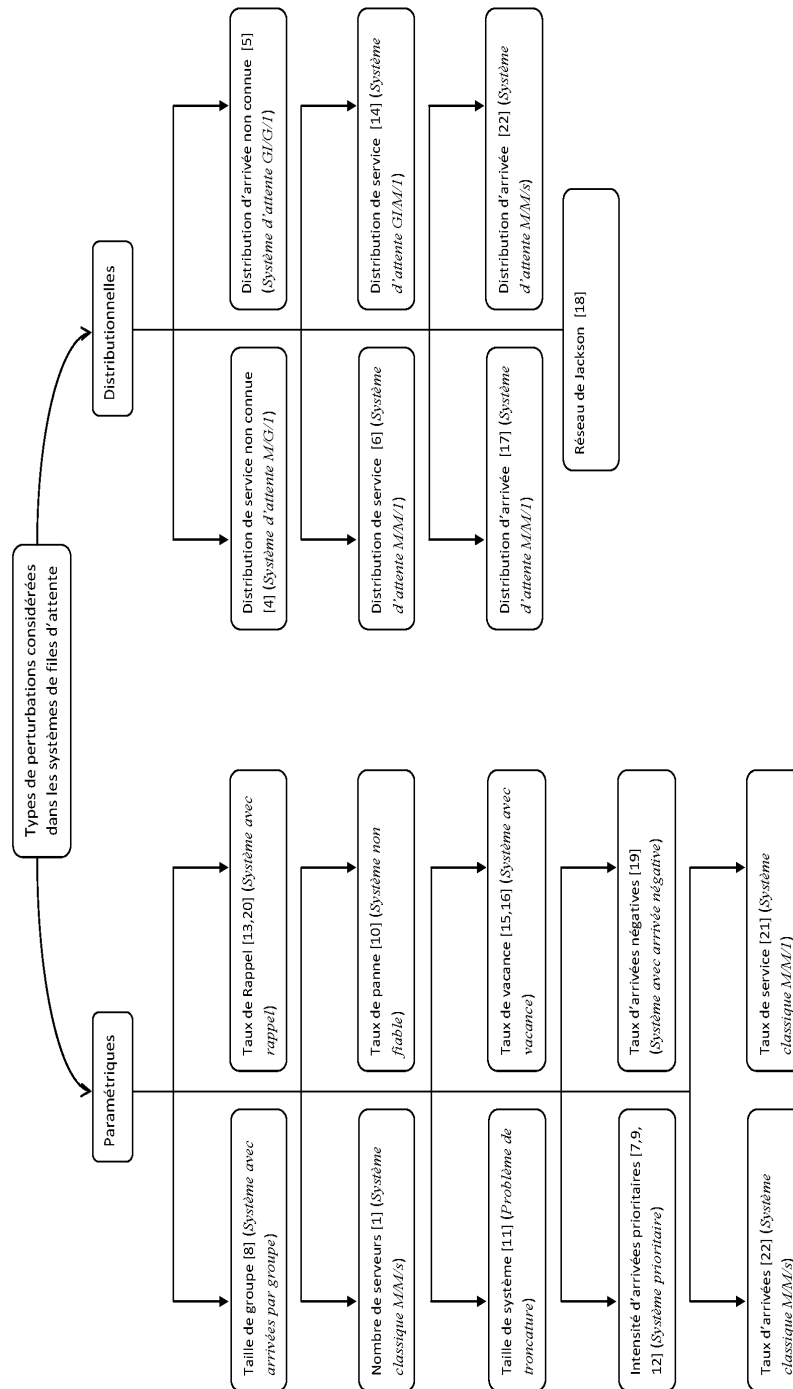 Types de perturbations considérées
dans les systèmes de files d'attente
Paramétriques
Taille de groupe [8] (Système avec
arrivées par groupe)
Taux de Rappel [13,20] (Système avec
rappel)
Nombre de serveurs [1] (Système
classique M/M/s)
Taux de panne [10] (Système non
fiable)
Taille de système [11] (Problème de
troncature)
Taux de vacance [15,16] (Système avec
vacance)
Intensité d'arrivées prioritaires [7,9,
12] (Système prioritaire)
Taux d'arrivées négatives [19]
(Système avec arrivée négative)
Taux d'arrivées [22] (Système
classique M/M/s)
Taux de service [21] (Système
classique M/M/1)
Distributionnelles
Distribution de service non connue
[4] (Système d'attente M/G/1)
Distribution d'arrivée non connue [5]
(Système d'attente GI/G/1)
Distribution de service [6] (Système
d'attente M/M/1)
Distribution de service [14] (Système
d'attente GI/M/1)
Distribution d'arrivée [17] (Système
d'attente M/M/1)
Distribution d'arrivée [22] (Système
d'attente M/M/s)
Réseau de Jackson [18]